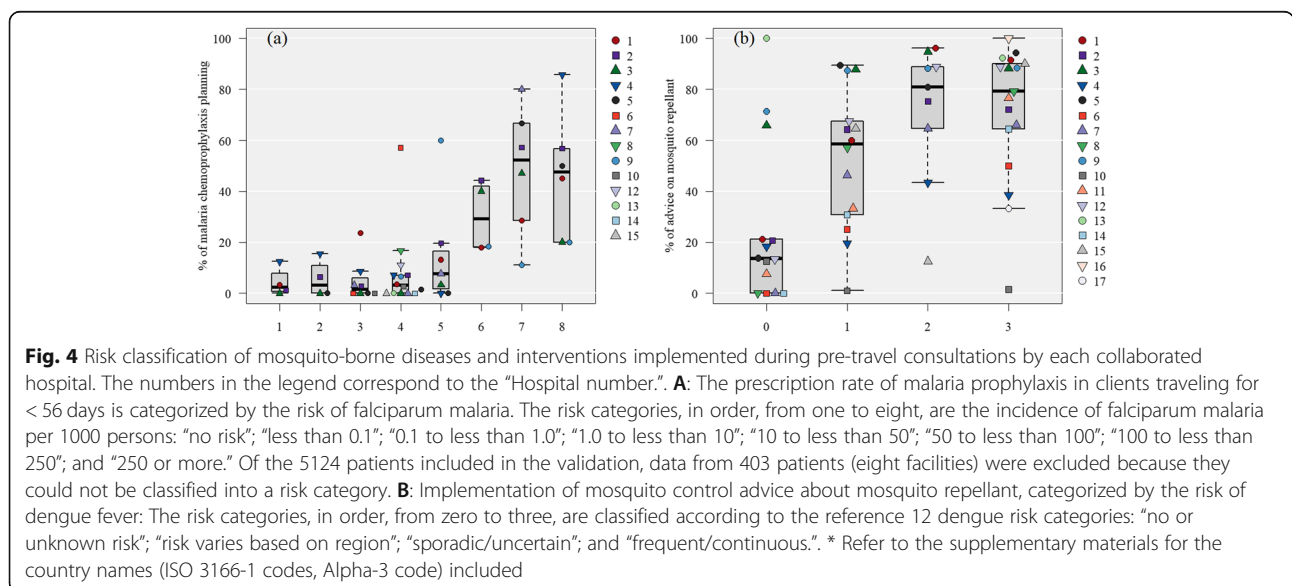 (a)
% of malaria chemoprophylaxis planning
100
80
60
40
20
0
1 2 3 4 5 6 7 8
1
2
3
4
5
6
7
8
9
10
12
13
14
15
(b)
% of advice on mosquito repellant
100
80
60
40
20
0
0 1 2 3
1
2
3
4
5
6
7
8
9
10
11
12
13
14
15
16
17
Fig. 4 Risk classification of mosquito-borne diseases and interventions implemented during pre-travel consultations by each collaborated
hospital. The numbers in the legend correspond to the “Hospital number.”. A: The prescription rate of malaria prophylaxis in clients traveling for
< 56 days is categorized by the risk of falciparum malaria. The risk categories, in order, from one to eight, are the incidence of falciparum malaria
per 1000 persons: “no risk”; “less than 0.1”; “0.1 to less than 1.0”; “1.0 to less than 10”; “10 to less than 50”; “50 to less than 100”; “100 to less than
250”; and “250 or more.” Of the 5124 patients included in the validation, data from 403 patients (eight facilities) were excluded because they
could not be classified into a risk category. B: Implementation of mosquito control advice about mosquito repellant, categorized by the risk of
dengue fever: The risk categories, in order, from zero to three, are classified according to the reference 12 dengue risk categories: “no or
unknown risk”; “risk varies based on region”; “sporadic/uncertain”; and “frequent/continuous.”. * Refer to the supplementary materials for the
country names (ISO 3166-1 codes, Alpha-3 code) included